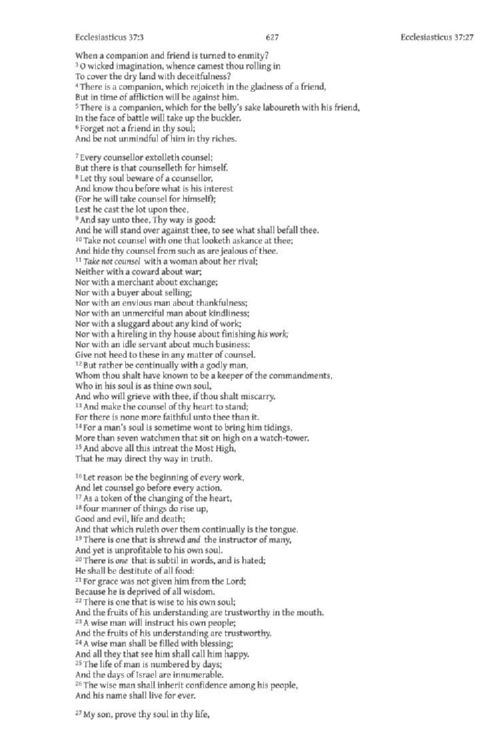 Ecclesiasticus 37:3 627 Ecclesiasticus 37:27
When a companion and friend is turned to enmity?
3 O wicked imagination, whence camest thou rolling in
To cover the dry land with deceitfulness?
4 There is a companion, which rejoiceth in the gladness of a friend,
But in time of affliction will be against him.
5 There is a companion, which for the belly's sake laboureth with his friend,
In the face of battle will take up the buckler.
6 Forget not a friend in thy soul;
And be not unmindful of him in thy riches.
7 Every counsellor extolleth counsel;
But there is that counselleth for himself.
8 Let thy soul beware of a counsellor,
And know thou before what is his interest
(For he will take counsel for himself);
Lest he cast the lot upon thee,
9 And say unto thee, Thy way is good:
And he will stand over against thee, to see what shall befall thee.
10 Take not counsel with one that looketh askance at thee;
And hide thy counsel from such as are jealous of thee.
11 Take not counsel with a woman about her rival;
Neither with a coward about war;
Nor with a merchant about exchange;
Nor with a buyer about selling;
Nor with an envious man about thankfulness;
Nor with an unmerciful man about kindliness;
Nor with a sluggard about any kind of work;
Nor with a hireling in thy house about finishing his work;
Nor with an idle servant about much business:
Give not heed to these in any matter of counsel.
12 But rather be continually with a godly man,
Whom thou shalt have known to be a keeper of the commandments,
Who in his soul is as thine own soul,
And who will grieve with thee, if thou shalt miscarry.
13 And make the counsel of thy heart to stand;
For there is none more faithful unto thee than it.
14 For a man's soul is sometime wont to bring him tidings,
More than seven watchmen that sit on high on a watch-tower.
15 And above all this intreat the Most High,
That he may direct thy way in truth.
16 Let reason be the beginning of every work,
And let counsel go before every action.
17 As a token of the changing of the heart,
18 four manner of things do rise up,
Good and evil, life and death;
And that which ruleth over them continually is the tongue.
19 There is one that is shrewd and the instructor of many,
And yet is unprofitable to his own soul.
20 There is one that is subtil in words, and is hated;
He shall be destitute of all food:
21 For grace was not given him from the Lord;
Because he is deprived of all wisdom.
22 There is one that is wise to his own soul;
And the fruits of his understanding are trustworthy in the mouth.
23 A wise man will instruct his own people;
And the fruits of his understanding are trustworthy.
24 A wise man shall be filled with blessing;
And all they that see him shall call him happy.
25 The life of man is numbered by days;
And the days of Israel are innumerable.
26 The wise man shall inherit confidence among his people,
And his name shall live for ever.
27 My son, prove thy soul in thy life,